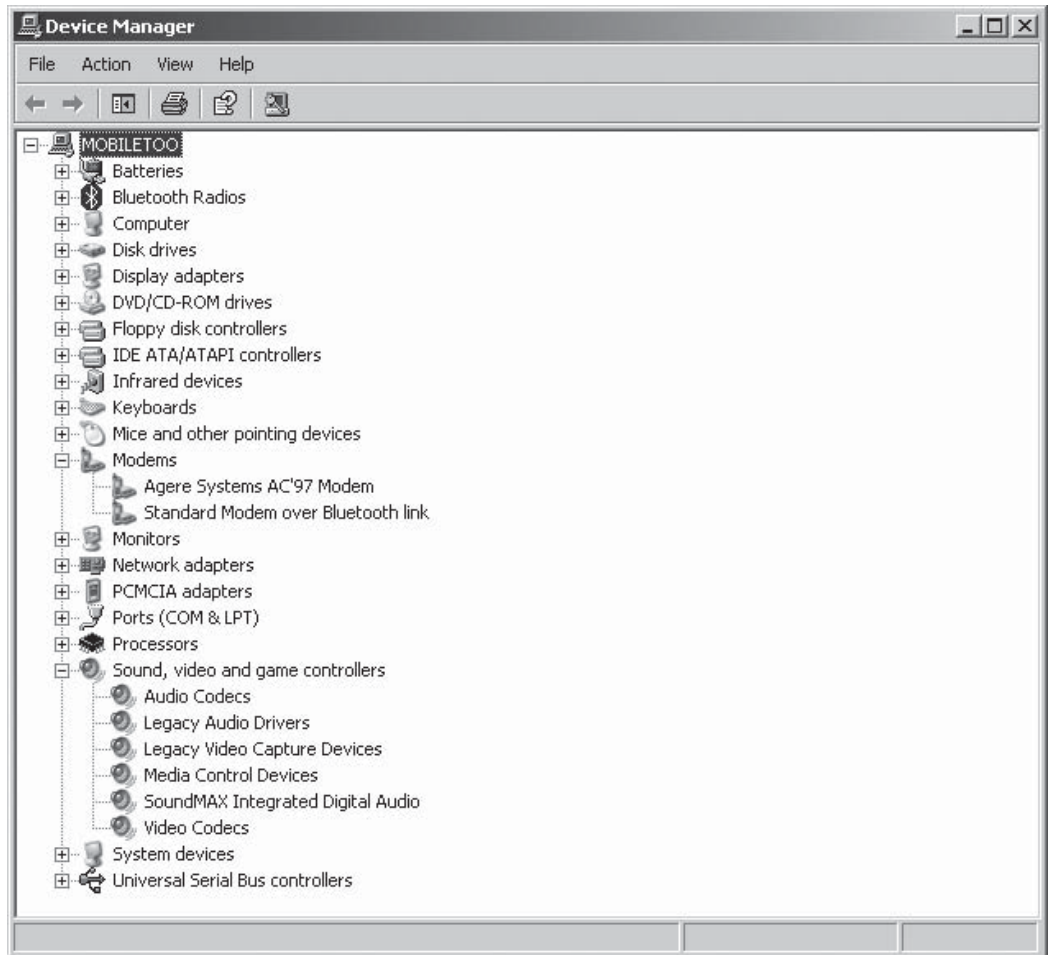 Device Manager
File Action View Help
MOBILETOO
Batteries
Bluetooth Radios
Computer
Disk drives
Display adapters
DVD/CD-ROM drives
Floppy disk controllers
IDE ATA/ATAPI controllers
Infrared devices
Keyboards
Mice and other pointing devices
Modems
Agere Systems AC'97 Modem
Standard Modem over Bluetooth link
Monitors
Network adapters
PCMCIA adapters
Ports (COM & LPT)
Processors
Sound, video and game controllers
Audio Codecs
Legacy Audio Drivers
Legacy Video Capture Devices
Media Control Devices
SoundMAX Integrated Digital Audio
Video Codecs
System devices
Universal Serial Bus controllers